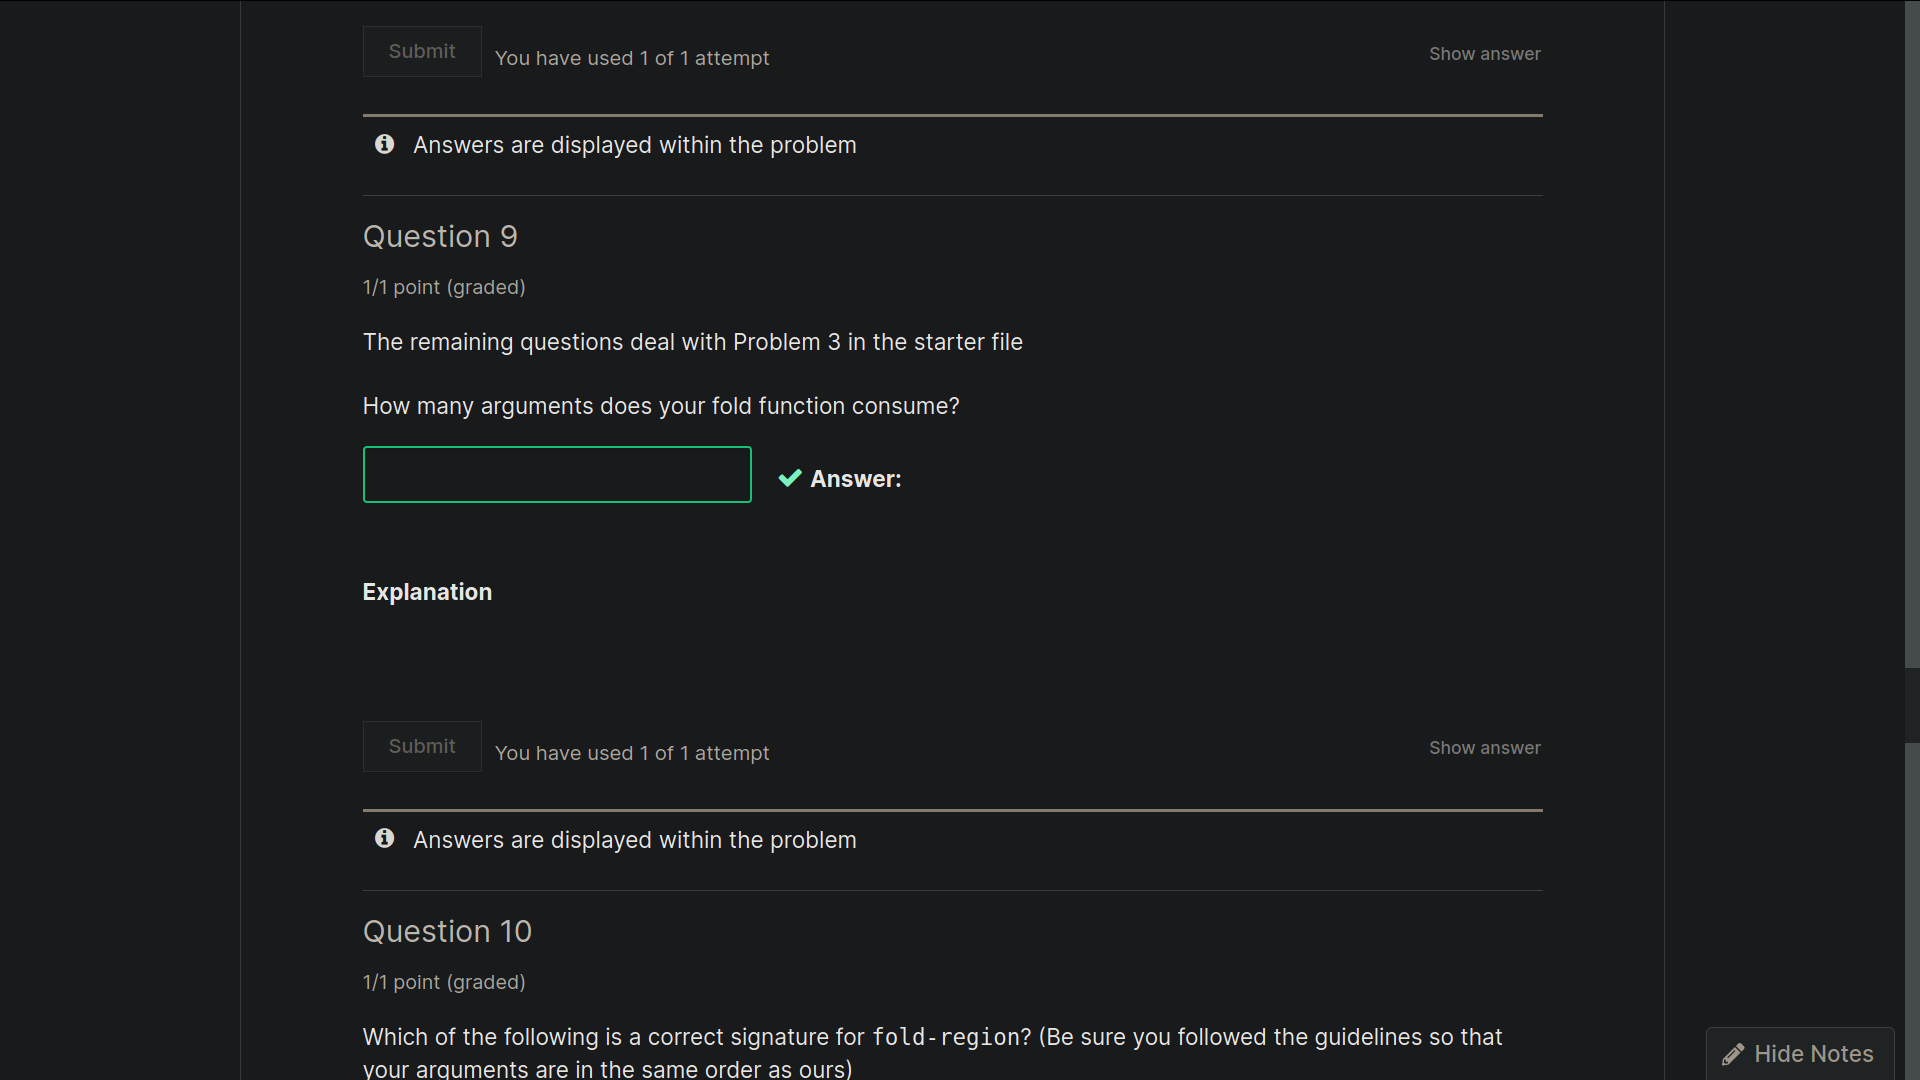 Submit
You have used 1 of 1 attempt
Show answer
Answers are displayed within the problem
Question 9
1/1 point (graded)
The remaining questions deal with Problem 3 in the starter file
How many arguments does your fold function consume?
Answer:
Explanation
Submit
You have used 1 of 1 attempt
Show answer
Answers are displayed within the problem
Question 10
1/1 point (graded)
Which of the following is a correct signature for fold-region? (Be sure you followed the guidelines so that
your arguments are in the same order as ours)
Hide Notes